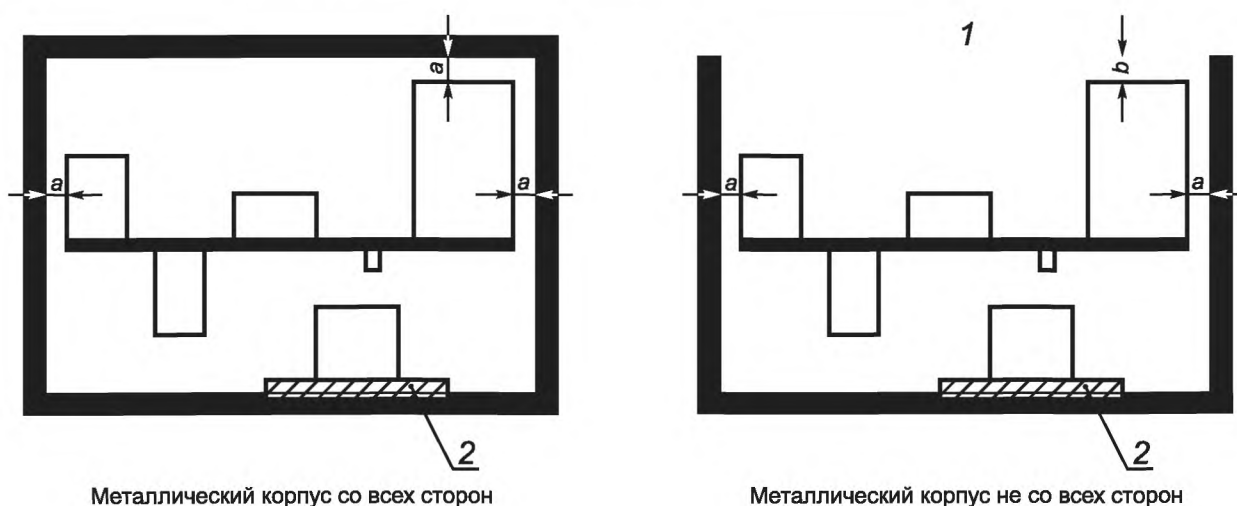 1
a
b
a
a
a
a
2
2
Металлический корпус со всех сторон
Металлический корпус не со всех сторон